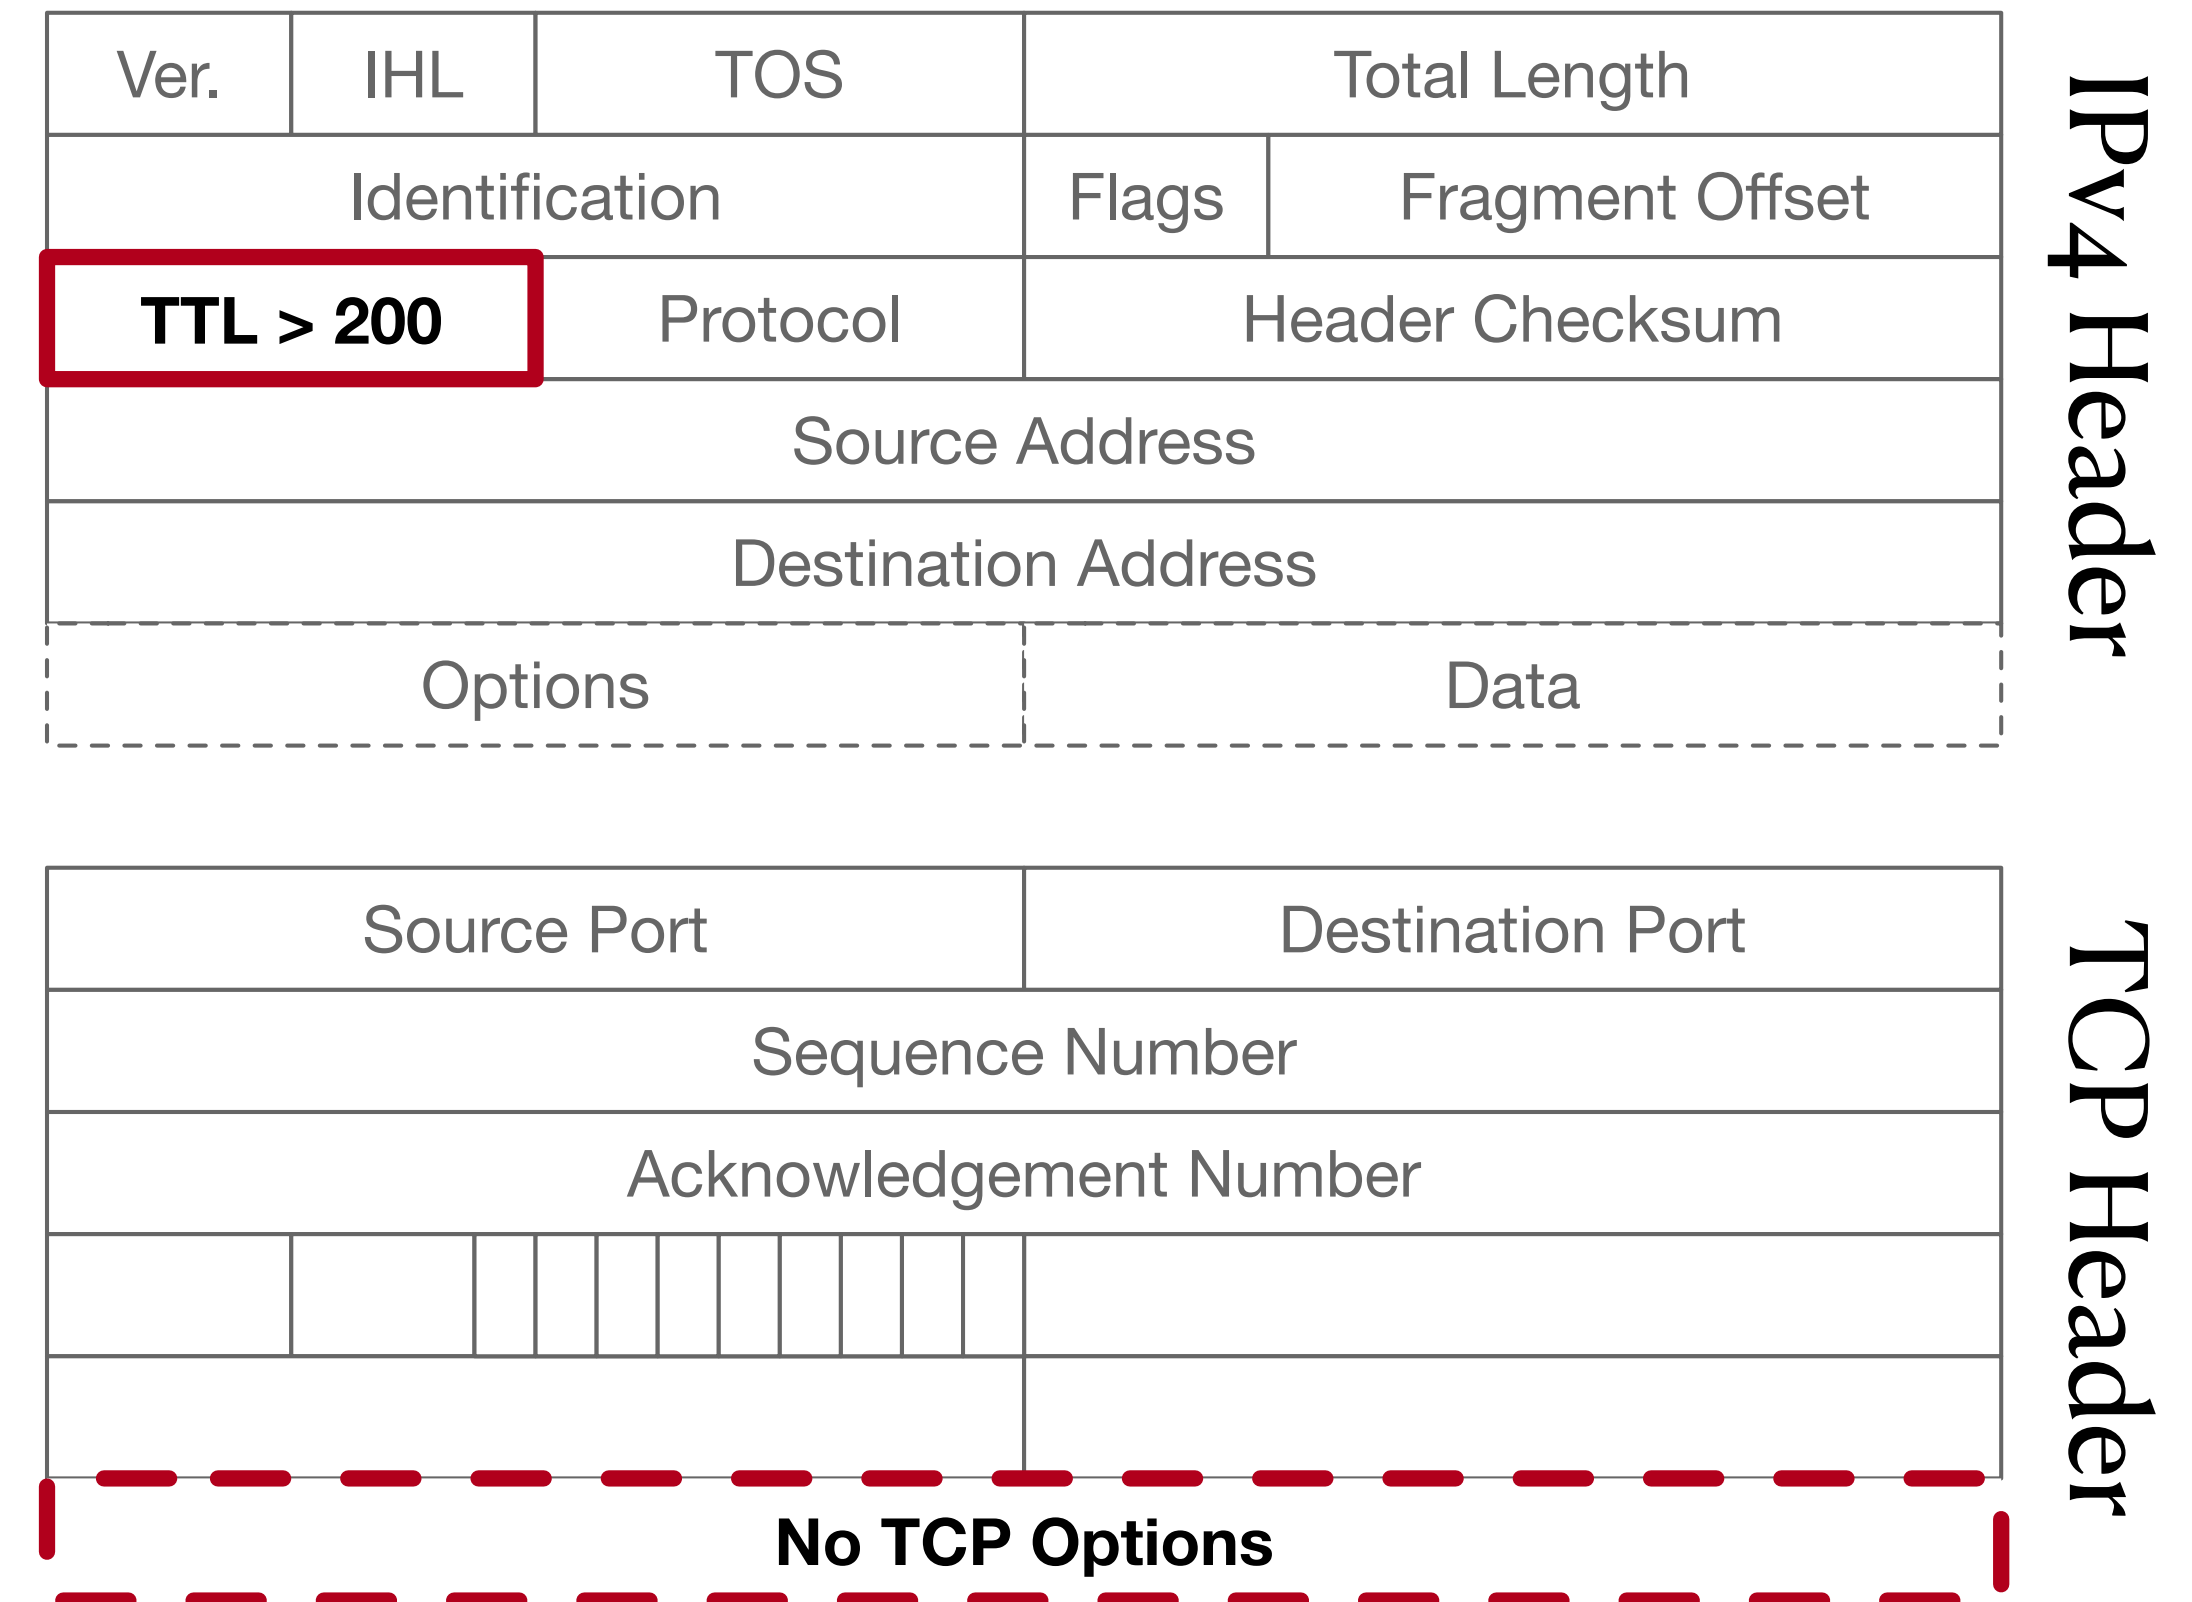 Ver. IHL TOS Total Length
Identification Flags Fragment Offset
TTL > 200 Protocol Header Checksum
Source Address
Destination Address
Options Data
IPv4 Header
Source Port Destination Port
Sequence Number
Acknowledgement Number
No TCP Options
TCP Header